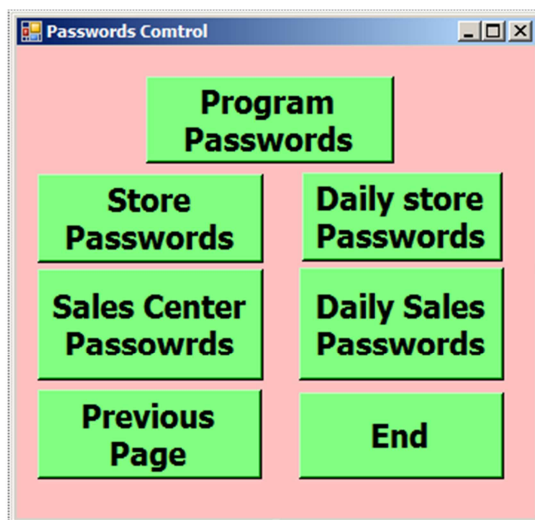 Passwords Comtrol
Program
Passwords
Store
Passwords
Daily store
Passwords
Sales Center
Passowrds
Daily Sales
Passwords
Previous
Page
End